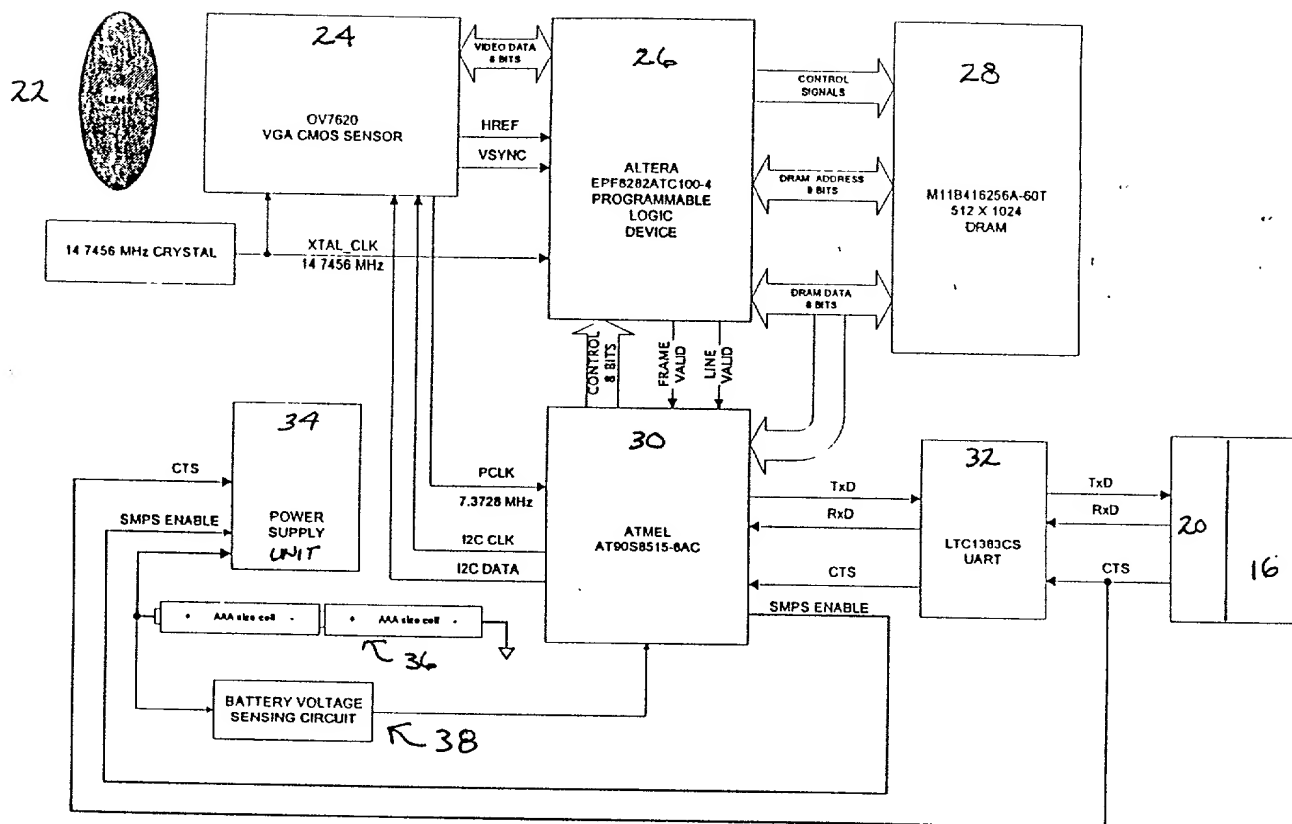 22
LENS
24
OV7620
VGA CMOS SENSOR
VIDEO DATA
8 BITS
HREF
VSYNC
26
ALTERA
EPF8282ATC100-4
PROGRAMMABLE
LOGIC
DEVICE
CONTROL
SIGNALS
DRAM ADDRESS
9 BITS
DRAM DATA
8 BITS
28
M11B416256A-60T
512 X 1024
DRAM
14 7456 MHz CRYSTAL
XTAL_CLK
14 7456 MHz
CONTROL
8 BITS
FRAME
VALID
LINE
VALID
34
POWER
SUPPLY
UNIT
CTS
SMPS ENABLE
PCLK
7.3728 MHz
I2C CLK
I2C DATA
30
ATMEL
AT90S8515-8AC
TxD
RxD
CTS
SMPS ENABLE
32
LTC1383CS
UART
TxD
RxD
CTS
20
16
+ AAA size cell -
+ AAA size cell -
36
BATTERY VOLTAGE
SENSING CIRCUIT
38